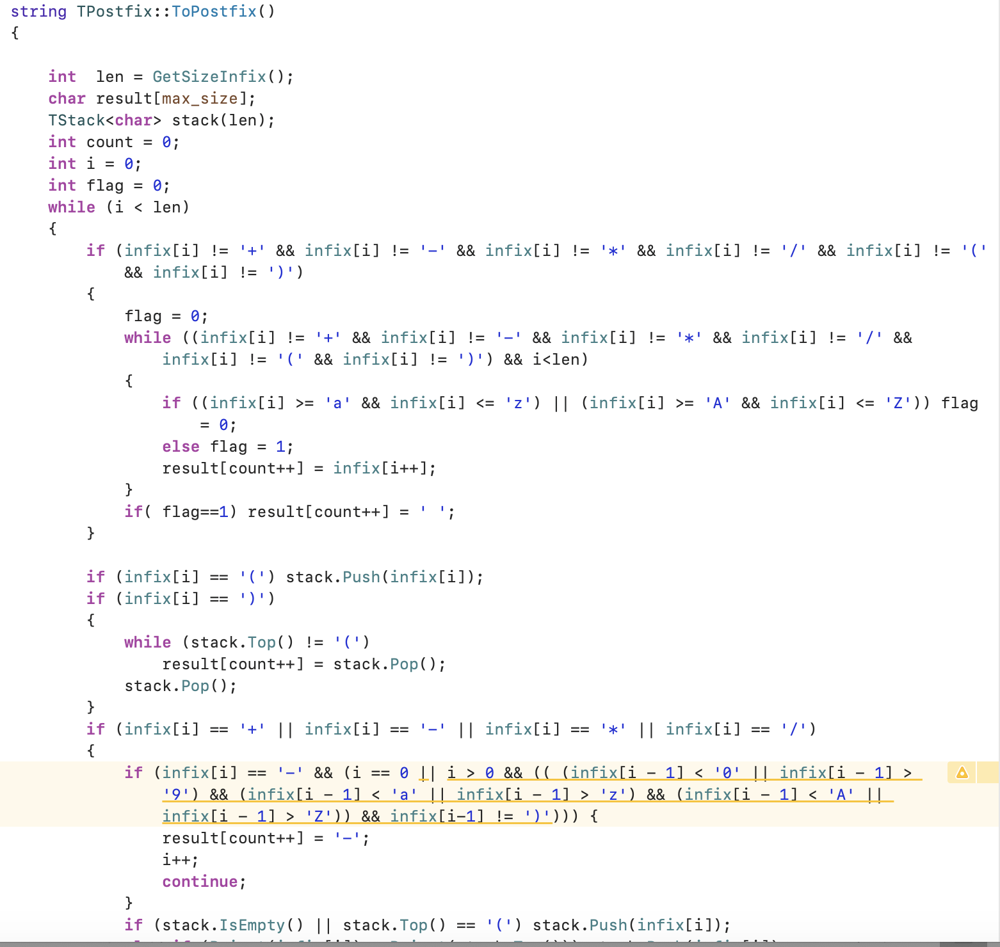 string TPostfix::ToPostfix()
{
int  len = GetSizeInfix();
char result[max_size];
TStack<char> stack(len);
int count = 0;
int i = 0;
int flag = 0;
while (i < len)
{
if (infix[i] != '+' && infix[i] != '-' && infix[i] != '*' && infix[i] != '/' && infix[i] != '('
&& infix[i] != ')')
{
flag = 0;
while ((infix[i] != '+' && infix[i] != '-' && infix[i] != '*' && infix[i] != '/' &&
infix[i] != '(' && infix[i] != ')') && i<len)
{
if ((infix[i] >= 'a' && infix[i] <= 'z') || (infix[i] >= 'A' && infix[i] <= 'Z')) flag
= 0;
else flag = 1;
result[count++] = infix[i++];
}
if( flag==1) result[count++] = ' ';
}
if (infix[i] == '(') stack.Push(infix[i]);
if (infix[i] == ')')
{
while (stack.Top() != '(')
result[count++] = stack.Pop();
stack.Pop();
}
if (infix[i] == '+' || infix[i] == '-' || infix[i] == '*' || infix[i] == '/')
{
if (infix[i] == '-' && (i == 0 || i > 0 && (( (infix[i - 1] < '0' || infix[i - 1] >
'9') && (infix[i - 1] < 'a' || infix[i - 1] > 'z') && (infix[i - 1] < 'A' ||
infix[i - 1] > 'Z')) && infix[i-1] != ')'))) {
result[count++] = '-';
i++;
continue;
}
if (stack.IsEmpty() || stack.Top() == '(') stack.Push(infix[i]);